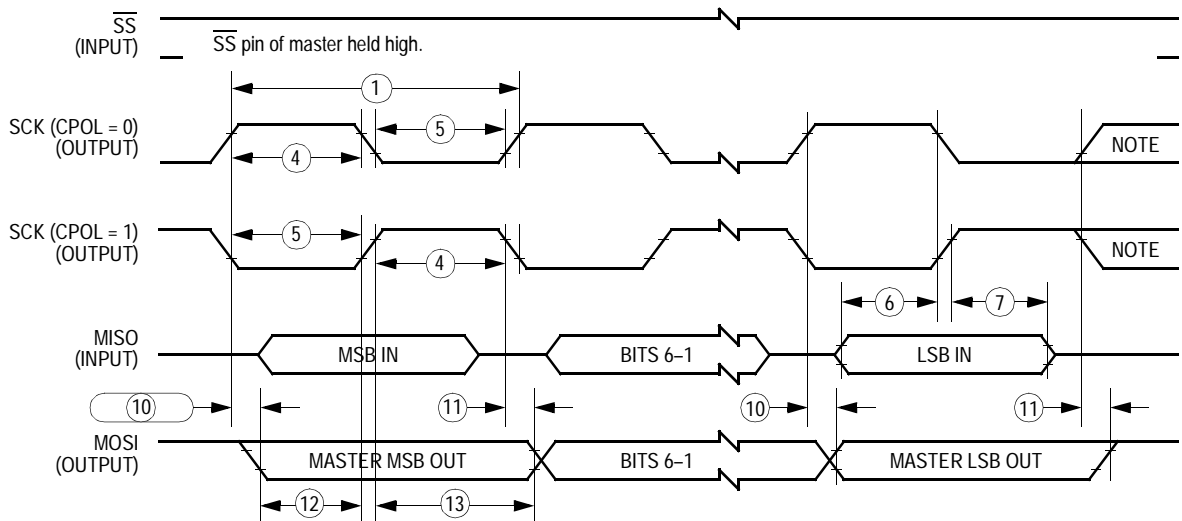 SS
(INPUT)
SS pin of master held high.
1
SCK (CPOL = 0)
(OUTPUT)
5
4
NOTE
SCK (CPOL = 1)
(OUTPUT)
5
4
NOTE
6
7
MISO
(INPUT)
MSB IN
BITS 6–1
LSB IN
10
11
10
11
MOSI
(OUTPUT)
MASTER MSB OUT
BITS 6–1
MASTER LSB OUT
12
13